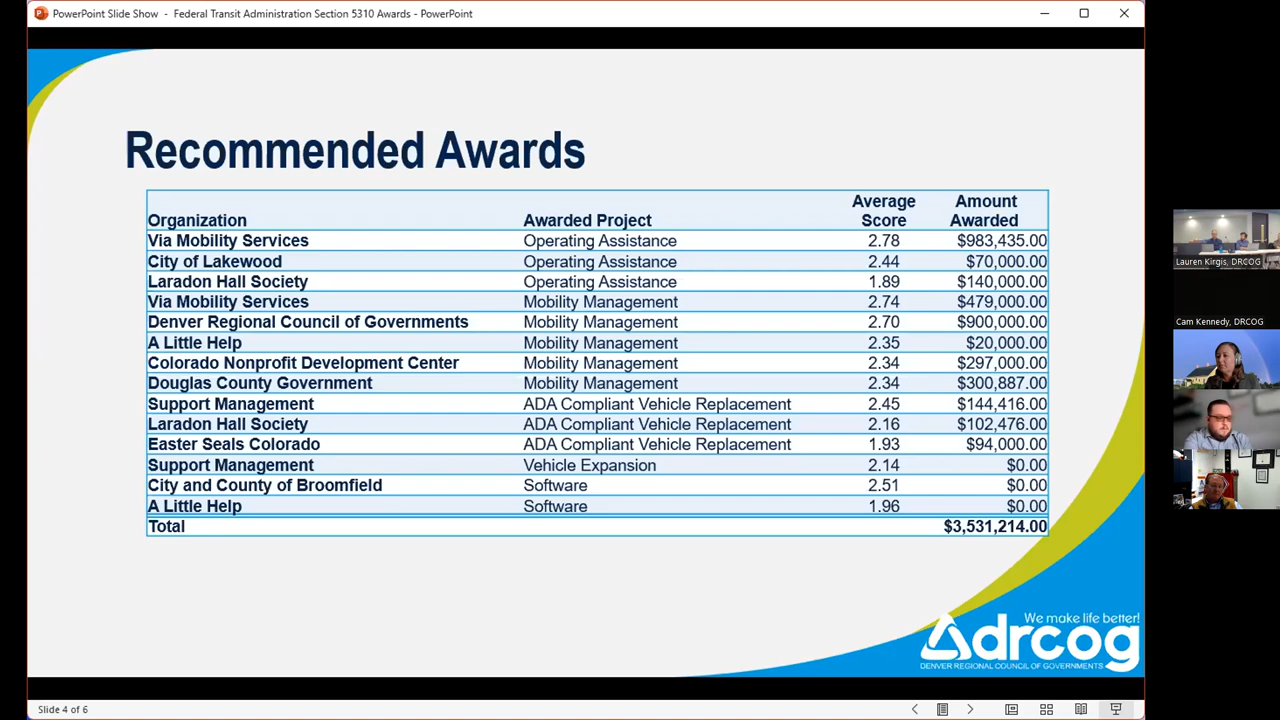 PowerPoint Slide Show - Federal Transit Administration Section 5310 Awards - PowerPoint
Recommended Awards
Organization Awarded Project Average Score Amount Awarded
Via Mobility Services Operating Assistance 2.78 $983,435.00
City of Lakewood Operating Assistance 2.44 $70,000.00
Laradon Hall Society Operating Assistance 1.89 $140,000.00
Via Mobility Services Mobility Management 2.74 $479,000.00
Denver Regional Council of Governments Mobility Management 2.70 $900,000.00
A Little Help Mobility Management 2.35 $20,000.00
Colorado Nonprofit Development Center Mobility Management 2.34 $297,000.00
Douglas County Government Mobility Management 2.34 $300,887.00
Support Management ADA Compliant Vehicle Replacement 2.45 $144,416.00
Laradon Hall Society ADA Compliant Vehicle Replacement 2.16 $102,476.00
Easter Seals Colorado ADA Compliant Vehicle Replacement 1.93 $94,000.00
Support Management Vehicle Expansion 2.14 $0.00
City and County of Broomfield Software 2.51 $0.00
A Little Help Software 1.96 $0.00
Total $3,531,214.00
We make life better!
drcog
DENVER REGIONAL COUNCIL OF GOVERNMENTS
Slide 4 of 6
Lauren Kirgis, DRCOG
Cam Kennedy, DRCOG